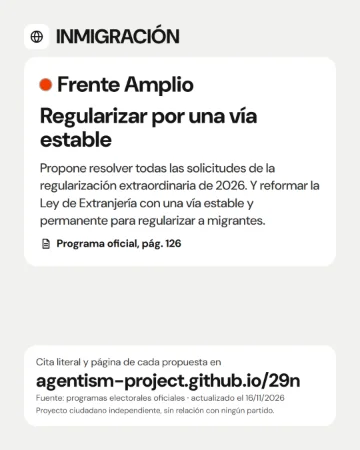 INMIGRACIÓN
Frente Amplio
Regularizar por una vía
estable
Propone resolver todas las solicitudes de la
regularización extraordinaria de 2026. Y reformar la
Ley de Extranjería con una vía estable y
permanente para regularizar a migrantes.
Programa oficial, pág. 126
Cita literal y página de cada propuesta en
agentism-project.github.io/29n
Fuente: programas electorales oficiales · actualizado el 16/11/2026
Proyecto ciudadano independiente, sin relación con ningún partido.